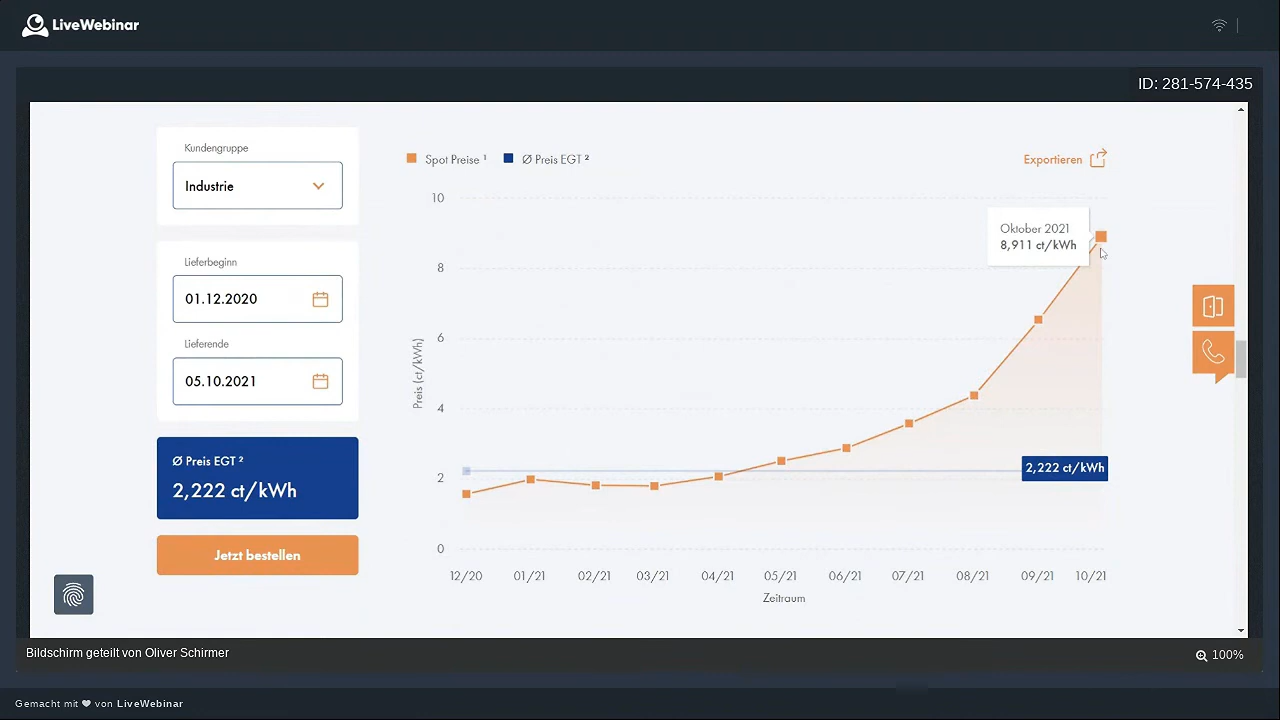 LiveWebinar
ID: 281-574-435
Kundengruppe
Industrie
Lieferbeginn
01.12.2020
Lieferende
05.10.2021
Ø Preis EGT ²
2,222 ct/kWh
Jetzt bestellen
Spot Preise ¹
Ø Preis EGT ²
Exportieren
Oktober 2021
8,911 ct/kWh
Preis (ct/kWh)
10
8
6
4
2
0
2,222 ct/kWh
12/20 01/21 02/21 03/21 04/21 05/21 06/21 07/21 08/21 09/21 10/21
Zeitraum
Bildschirm geteilt von Oliver Schirmer
100%
Gemacht mit ❤ von LiveWebinar